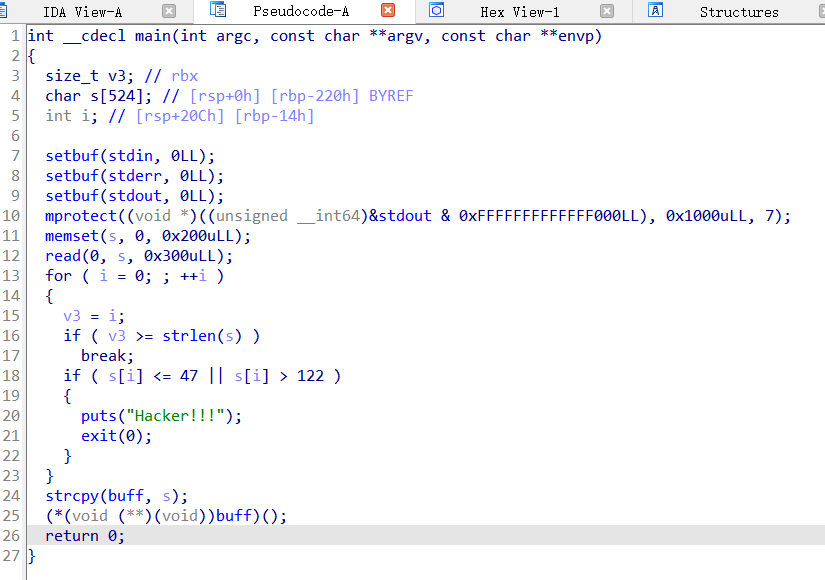 IDA View-A Pseudocode-A Hex View-1 Structures
1 int __cdecl main(int argc, const char **argv, const char **envp)
2 {
3   size_t v3; // rbx
4   char s[524]; // [rsp+0h] [rbp-220h] BYREF
5   int i; // [rsp+20Ch] [rbp-14h]
6
7   setbuf(stdin, 0LL);
8   setbuf(stderr, 0LL);
9   setbuf(stdout, 0LL);
10   mprotect((void *)((unsigned __int64)&stdout & 0xFFFFFFFFFFFFF000LL), 0x1000uLL, 7);
11   memset(s, 0, 0x200uLL);
12   read(0, s, 0x300uLL);
13   for ( i = 0; ; ++i )
14   {
15     v3 = i;
16     if ( v3 >= strlen(s) )
17       break;
18     if ( s[i] <= 47 || s[i] > 122 )
19     {
20       puts("Hacker!!!");
21       exit(0);
22     }
23   }
24   strcpy(buff, s);
25   (*(void (**)(void))buff)();
26   return 0;
27 }